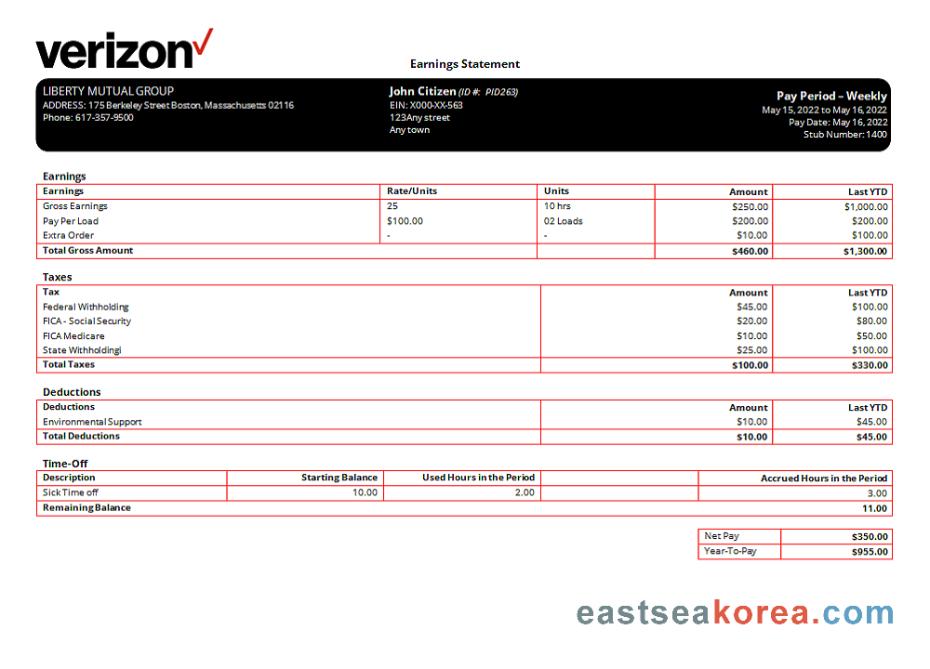 verizon✓
Earnings Statement
LIBERTY MUTUAL GROUP
ADDRESS: 175 Berkeley Street Boston, Massachusetts 02116
Phone: 617-357-9500
John Citizen (ID #: PID263)
EIN: X000-XX-563
123Any street
Any town
Pay Period – Weekly
May 15, 2022 to May 16, 2022
Pay Date: May 16, 2022
Stub Number: 1400
Earnings
Earnings Rate/Units Units Amount Last YTD
Gross Earnings 25 10 hrs $250.00 $1,000.00
Pay Per Load $100.00 02 Loads $200.00 $200.00
Extra Order - - $10.00 $100.00
Total Gross Amount $460.00 $1,300.00
Taxes
Tax Amount Last YTD
Federal Withholding $45.00 $100.00
FICA - Social Security $20.00 $80.00
FICA Medicare $10.00 $50.00
State Withholdingl $25.00 $100.00
Total Taxes $100.00 $330.00
Deductions
Deductions Amount Last YTD
Environmental Support $10.00 $45.00
Total Deductions $10.00 $45.00
Time-Off
Description Starting Balance Used Hours in the Period Accrued Hours in the Period
Sick Time off 10.00 2.00 3.00
Remaining Balance 11.00
Net Pay $350.00
Year-To-Pay $955.00
eastseakorea.com